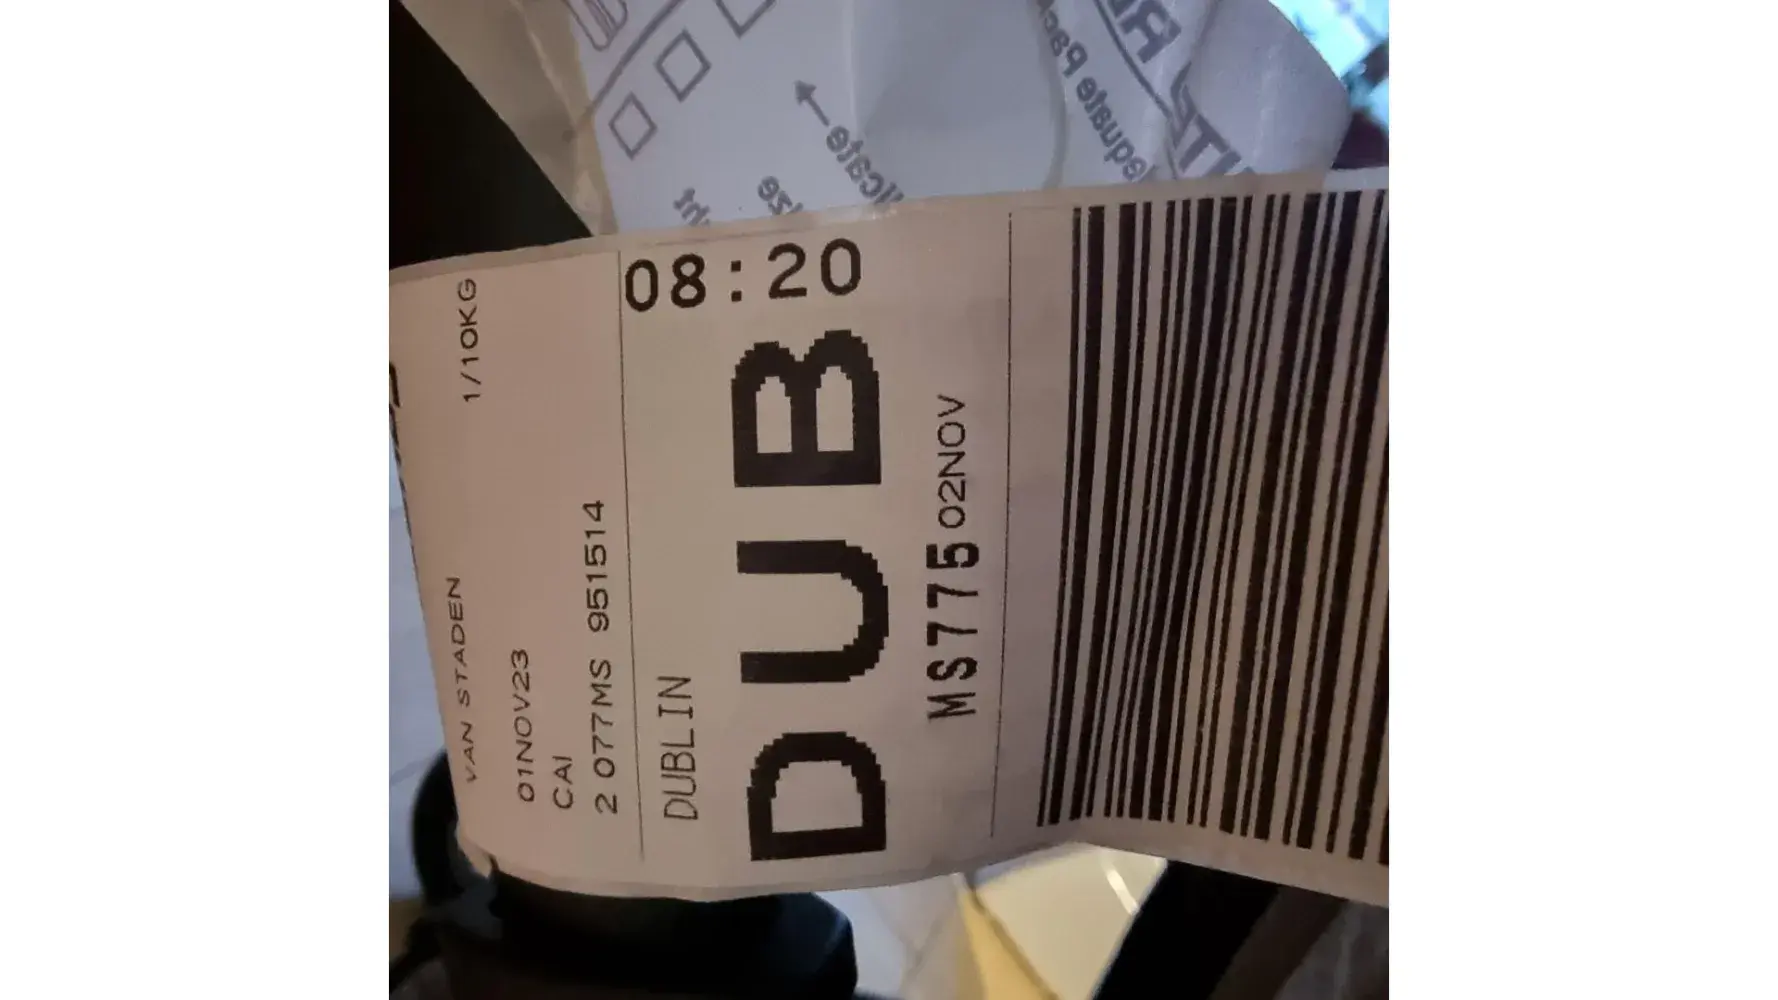 VAN STADEN 1/10KG
01NOV23
CAI
2 077MS 951514
DUBLIN
08:20
DUB
MS775 02NOV